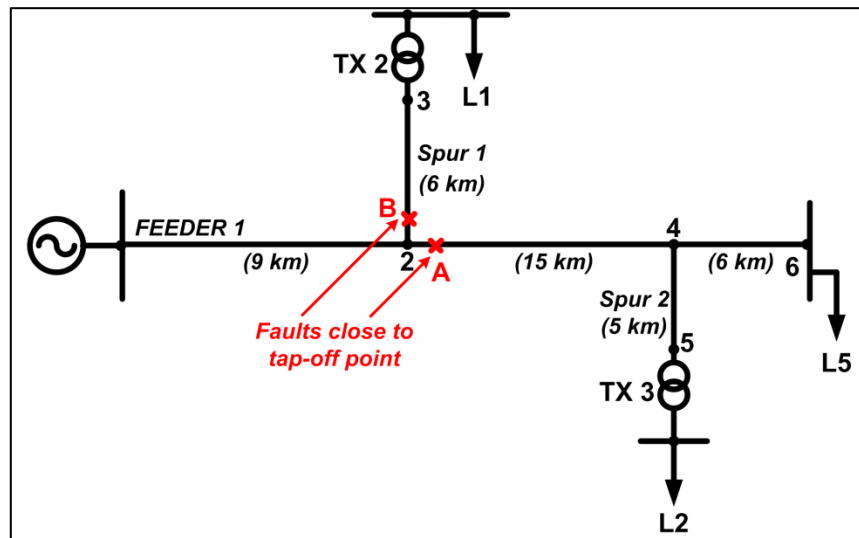 TX 2
3
L1
Spur 1
(6 km)
B
FEEDER 1
(9 km)
2
A
(15 km)
4
(6 km)
6
Faults close to
tap-off point
Spur 2
(5 km)
5
TX 3
L5
L2